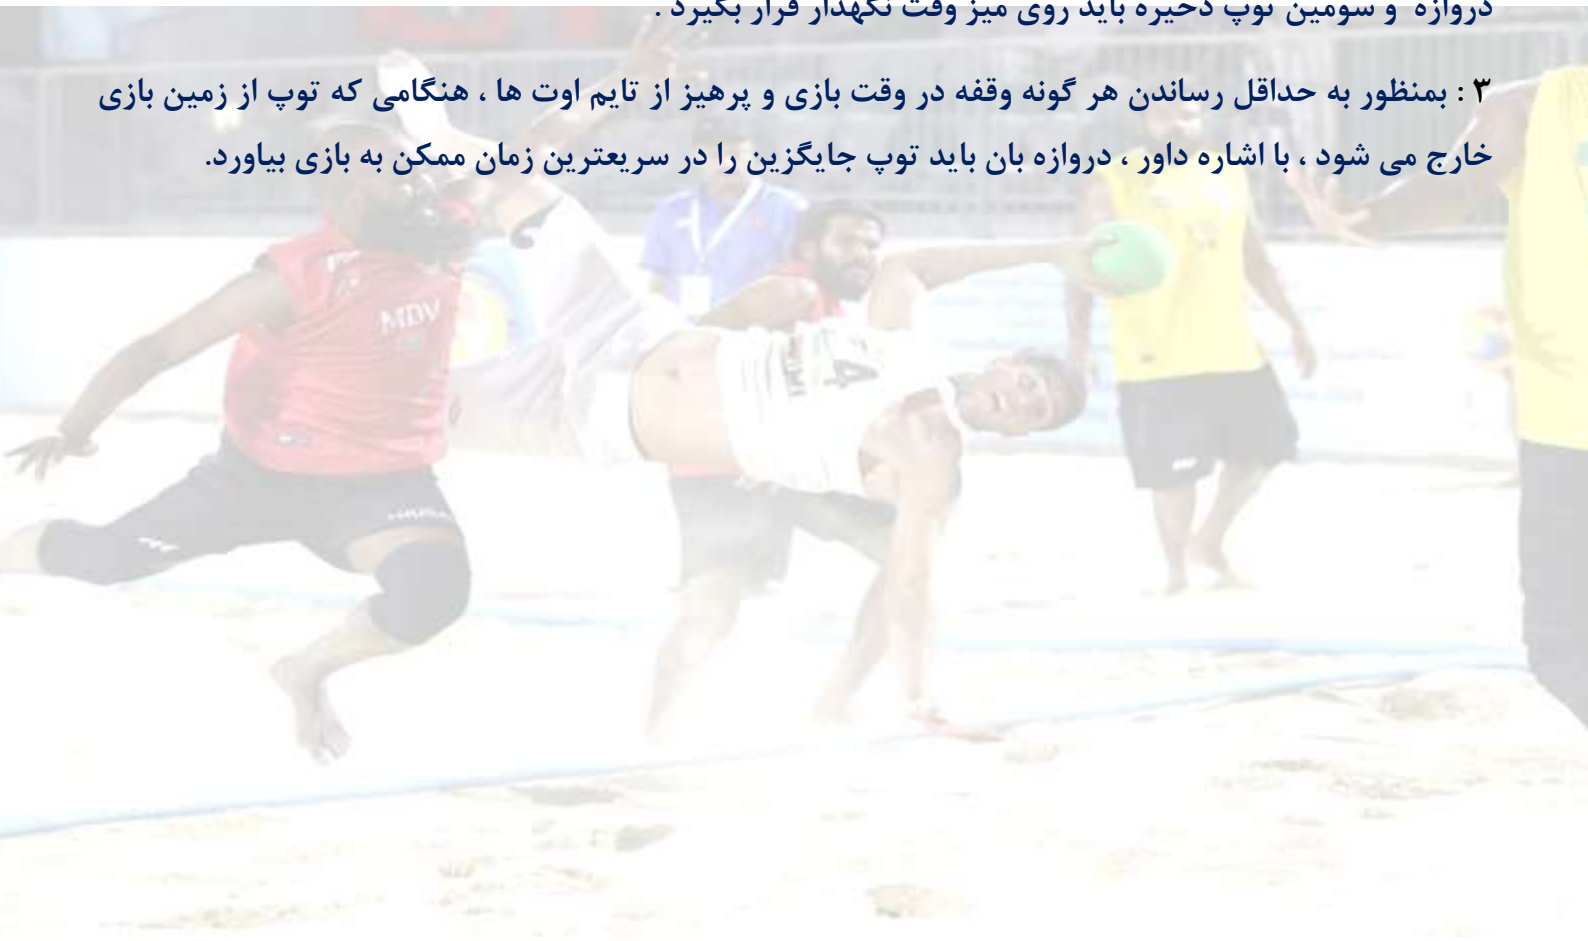 دروازه و سومین توپ ذخیره باید روی میز وقت نگهدار قرار بگیرد .
۳ : بمنظور به حداقل رساندن هر گونه وقفه در وقت بازی و پرهیز از تایم اوت ها ، هنگامی که توپ از زمین بازی
خارج می شود ، با اشاره داور ، دروازه بان باید توپ جایگزین را در سریعترین زمان ممکن به بازی بیاورد.
MDV
4